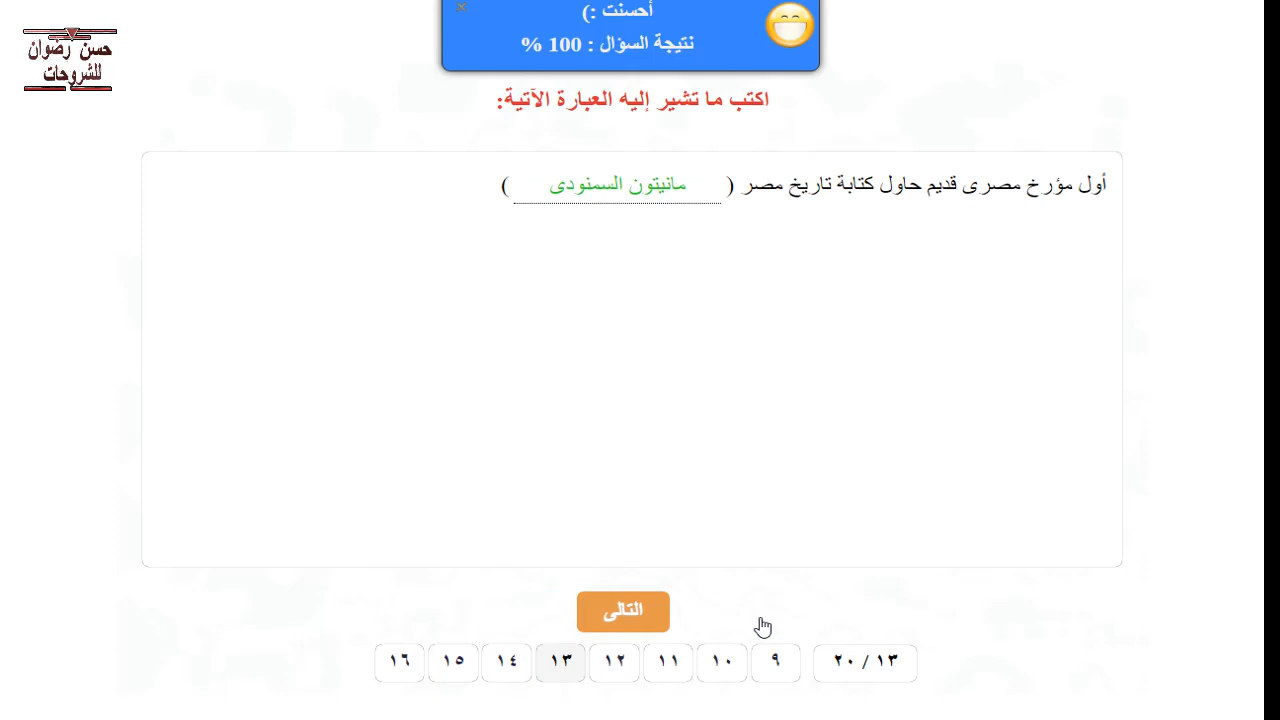 حسن رضوان
للشروحات
أحسنت :)
نتيجة السؤال : 100 %
اكتب ما تشير إليه العبارة الآتية:
أول مؤرخ مصرى قديم حاول كتابة تاريخ مصر ( مانيتون السمنودى )
التالى
١٣ / ٢٠ ٩ ١٠ ١١ ١٢ ١٣ ١٤ ١٥ ١٦